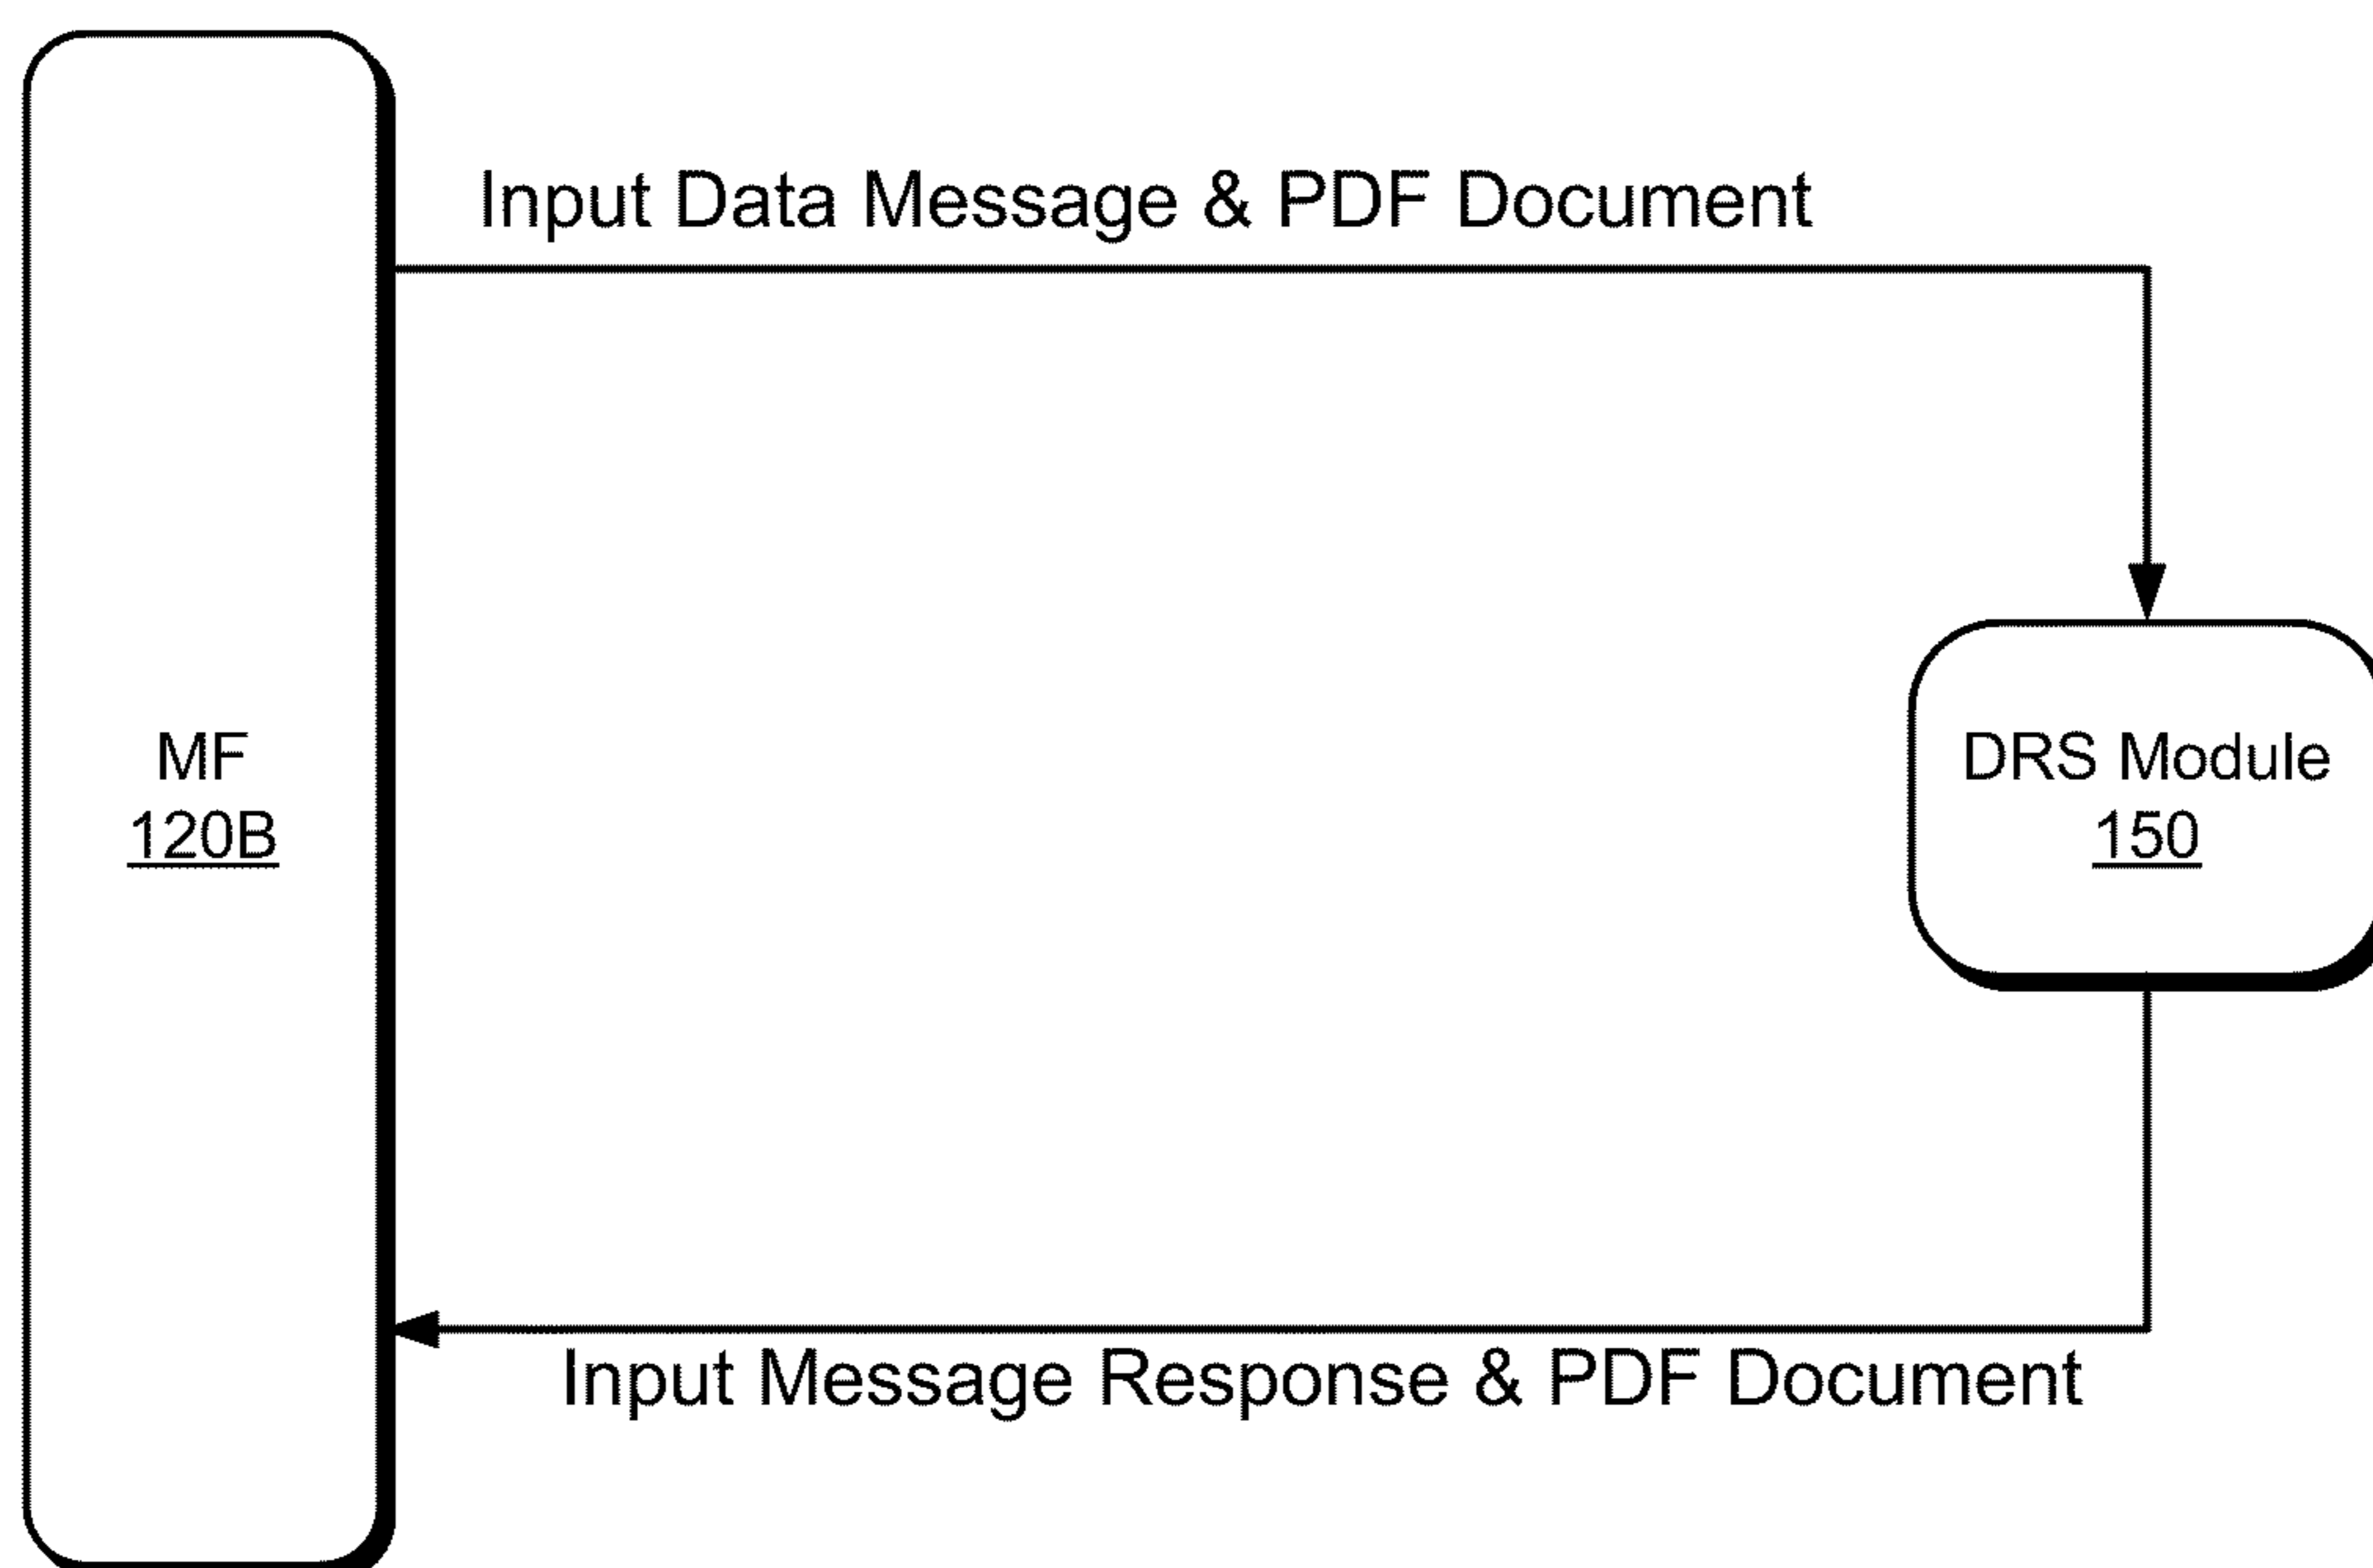 Input Data Message & PDF Document
MF
120B
DRS Module
150
Input Message Response & PDF Document